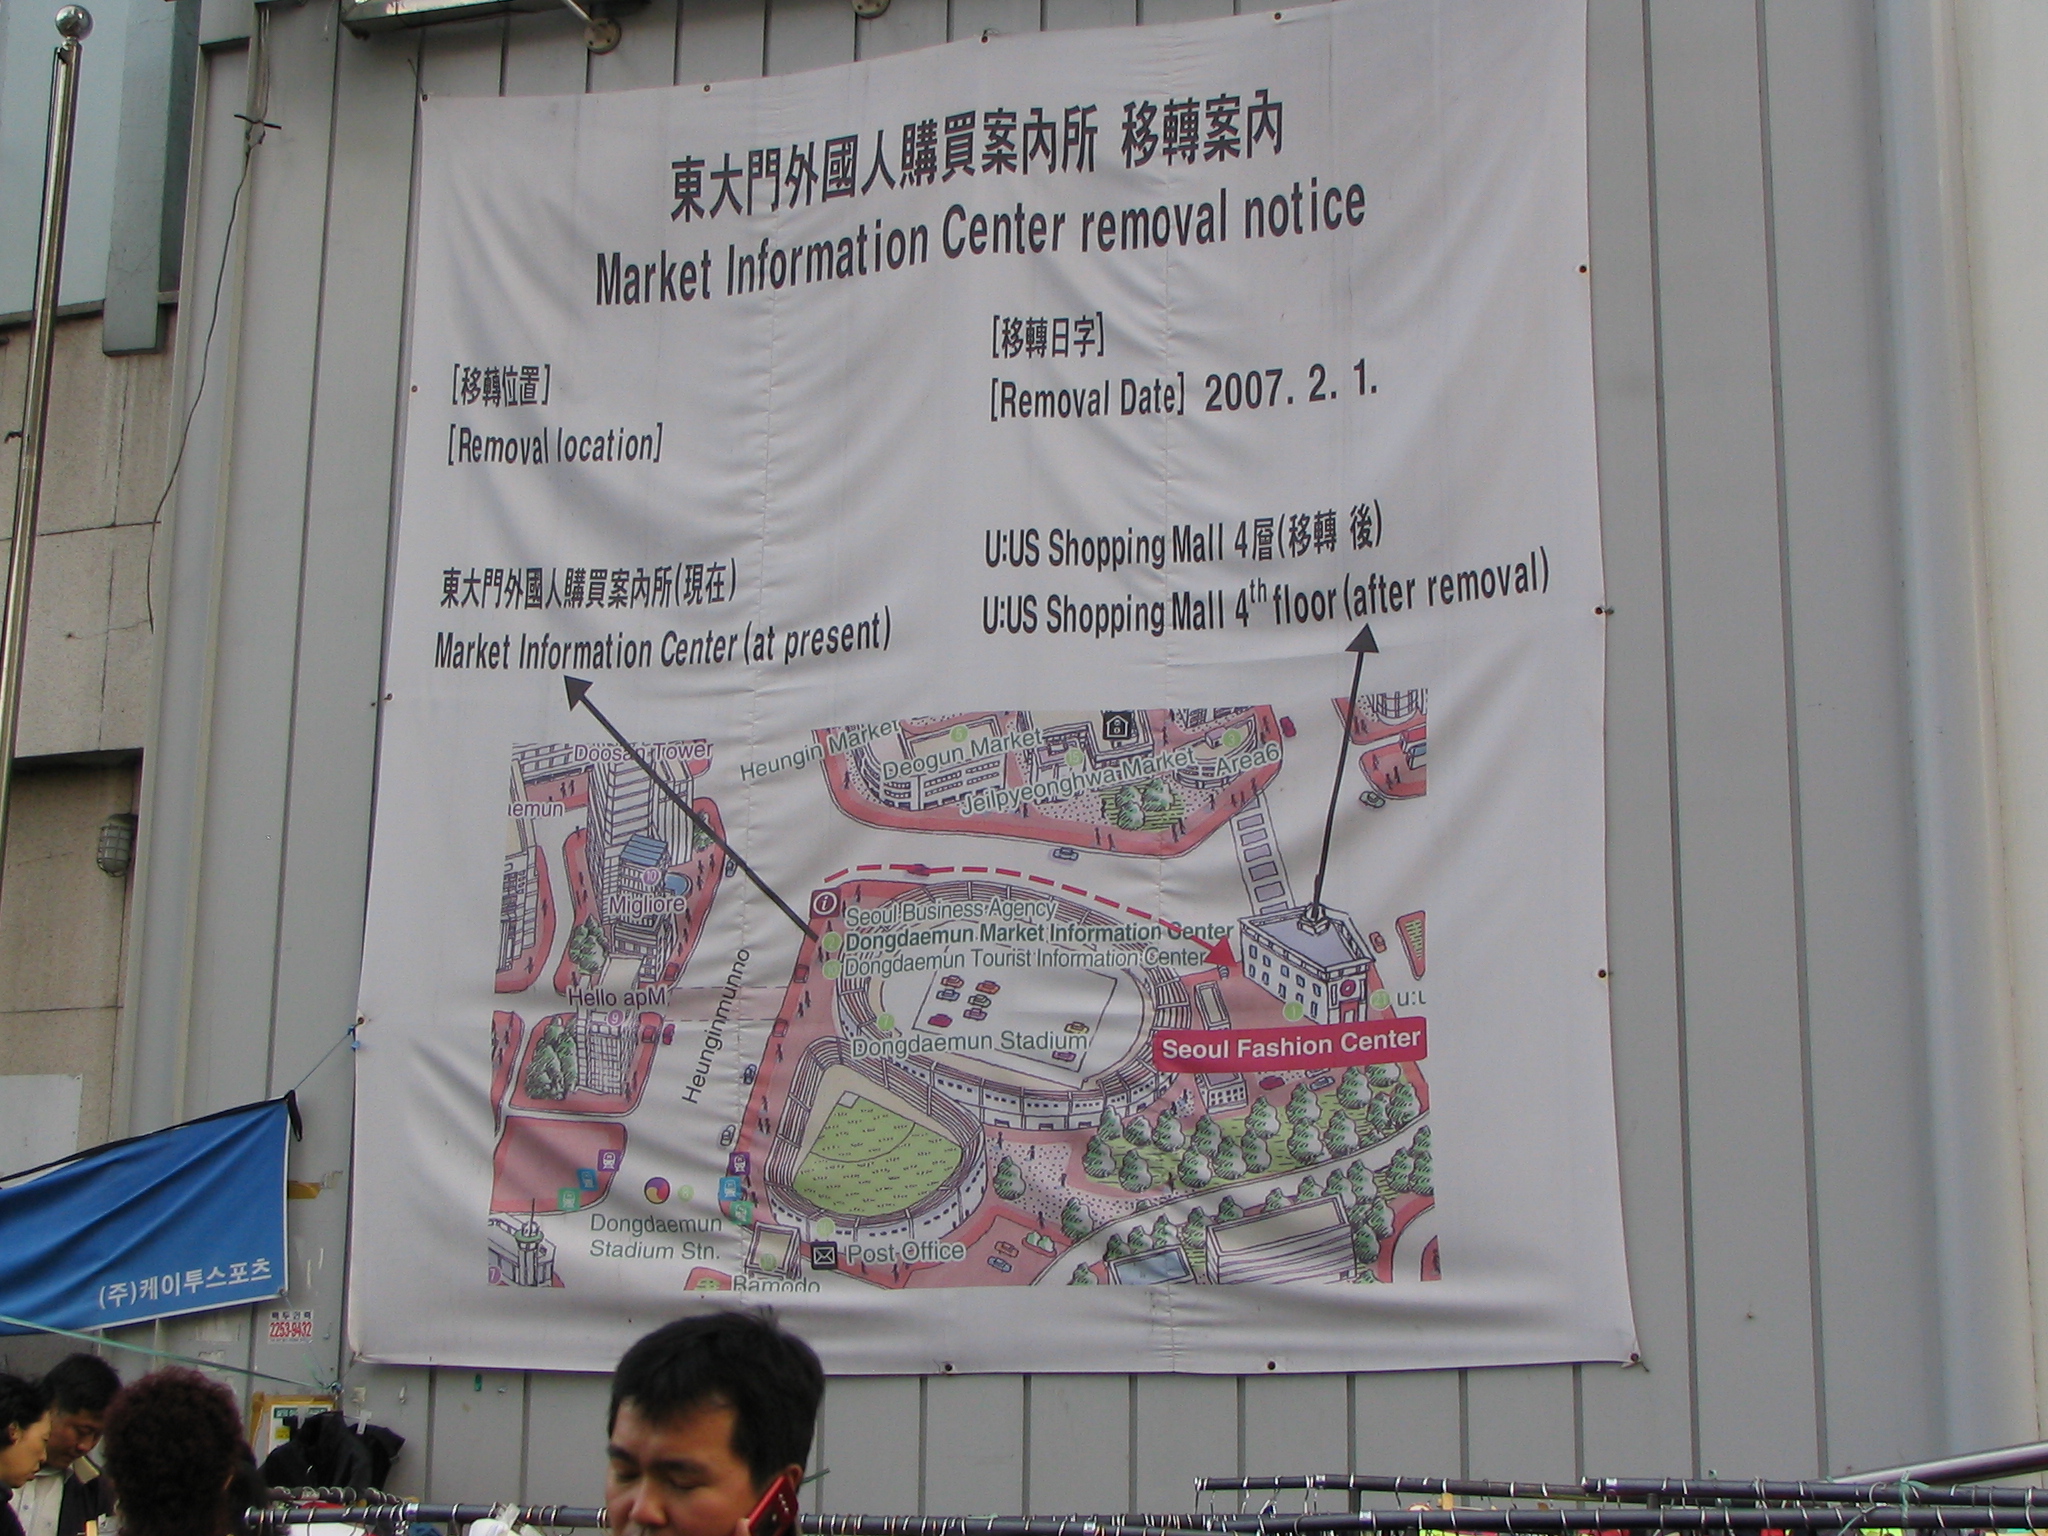 東大門外國人購買案內所 移轉案內
Market Information Center removal notice
[移轉位置]
[Removal location]
[移轉日字]
[Removal Date] 2007. 2. 1.
東大門外國人購買案內所(現在)
Market Information Center(at present)
U:US Shopping Mall 4層(移轉 後)
U:US Shopping Mall 4th floor(after removal)
Doosan Tower
Heungin Market
Deogun Market
Jeilpyeonghwa Market
Area6
aemun
Migliore
Hello apM
Heunginmunno
Seoul Business Agency
Dongdaemun Market Information Center
Dongdaemun Tourist Information Center
Dongdaemun Stadium
Seoul Fashion Center
Dongdaemun
Stadium Stn.
Post Office
Bamodo
(주)케이투스포츠
2253-9432